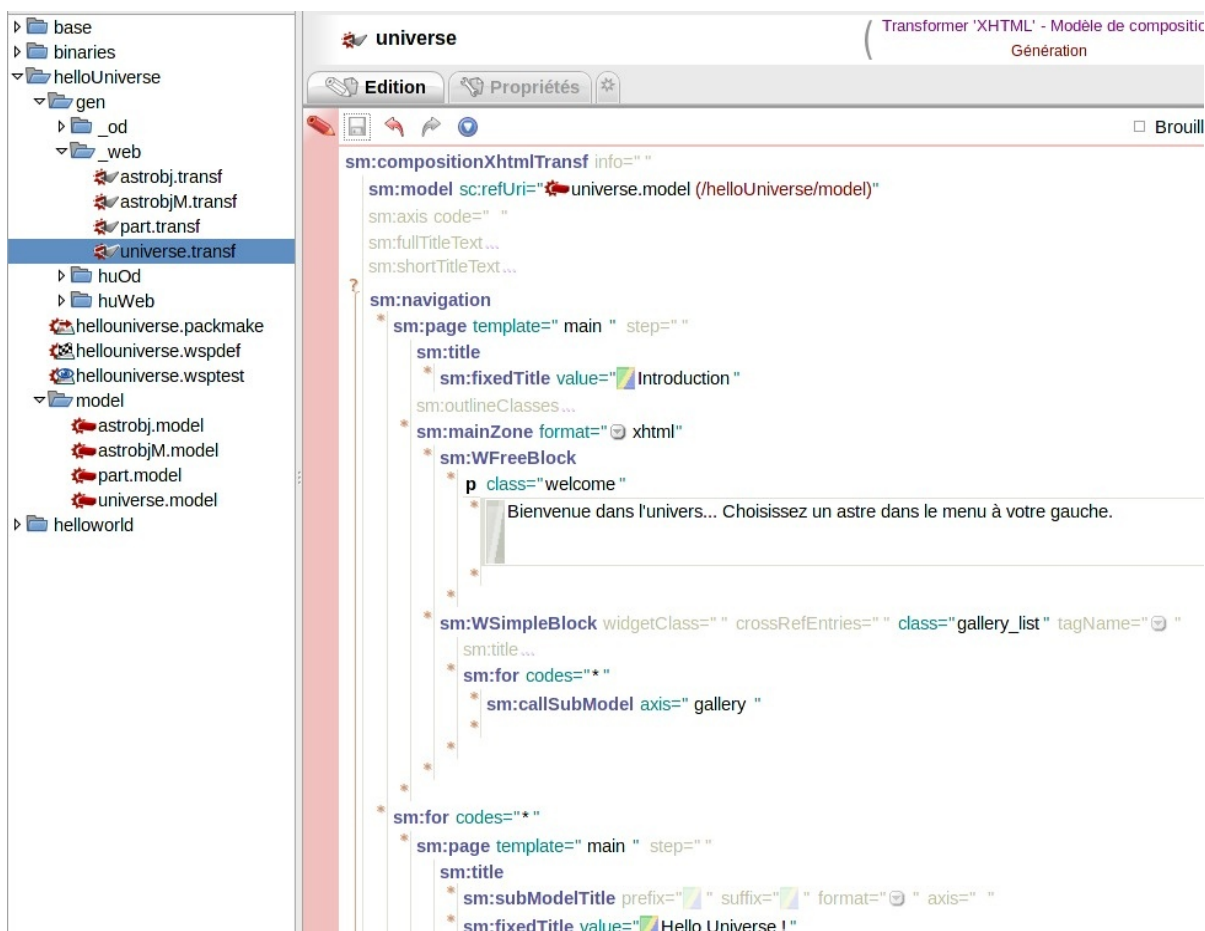 base
binaries
helloUniverse
gen
_od
_web
astrobj.transf
astrobjM.transf
part.transf
universe.transf
huOd
huWeb
hellouniverse.packmake
hellouniverse.wspdef
hellouniverse.wsptest
model
astrobj.model
astrobjM.model
part.model
universe.model
helloworld
universe
Transformer 'XHTML' - Modèle de compositio
Génération
Edition Propriétés
Brouill
sm:compositionXhtmlTransf info=" "
sm:model sc:refUri="universe.model (/helloUniverse/model)"
sm:axis code=" "
sm:fullTitleText...
sm:shortTitleText...
?
sm:navigation
* sm:page template=" main " step=" "
sm:title
* sm:fixedTitle value="Introduction "
sm:outlineClasses...
* sm:mainZone format=" xhtml"
* sm:WFreeBlock
* p class="welcome "
* Bienvenue dans l'univers... Choisissez un astre dans le menu à votre gauche.
*
*
* sm:WSimpleBlock widgetClass=" " crossRefEntries=" " class="gallery_list " tagName=" "
sm:title...
* sm:for codes="* "
* sm:callSubModel axis=" gallery "
*
*
*
*
* sm:for codes="* "
* sm:page template=" main " step=" "
sm:title
* sm:subModelTitle prefix=" " suffix=" " format=" " axis=" "
* sm:fixedTitle value="Hello Universe ! "